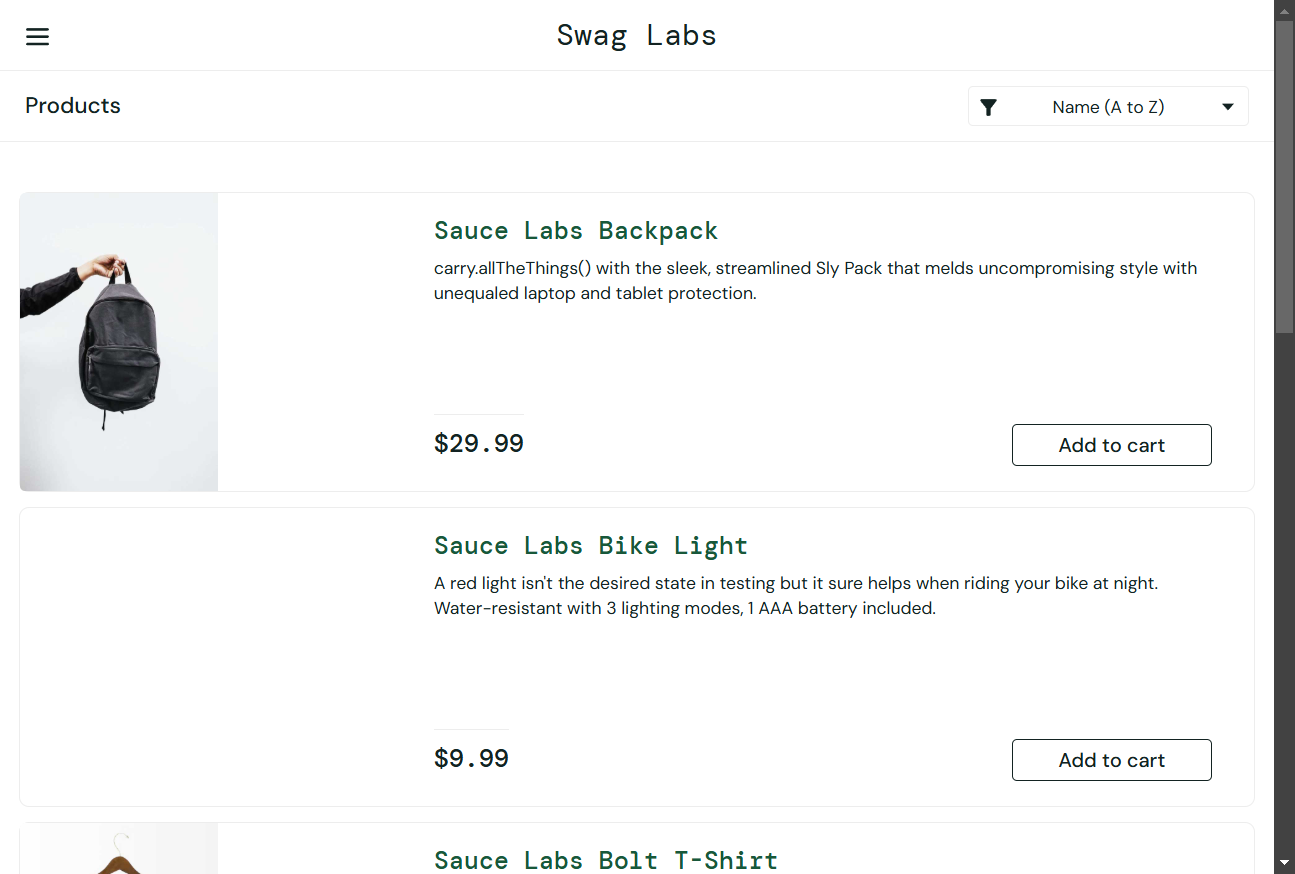 Swag Labs
Products
Name (A to Z)
Sauce Labs Backpack
carry.allTheThings() with the sleek, streamlined Sly Pack that melds uncompromising style with
unequaled laptop and tablet protection.
$29.99
Add to cart
Sauce Labs Bike Light
A red light isn't the desired state in testing but it sure helps when riding your bike at night.
Water-resistant with 3 lighting modes, 1 AAA battery included.
$9.99
Add to cart
Sauce Labs Bolt T-Shirt